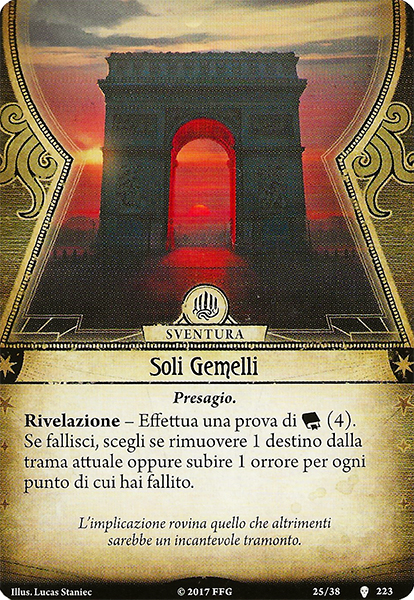 SVENTURA
Soli Gemelli
Presagio.
Rivelazione – Effettua una prova di (4).
Se fallisci, scegli se rimuovere 1 destino dalla
trama attuale oppure subire 1 orrore per ogni
punto di cui hai fallito.
L'implicazione rovina quello che altrimenti
sarebbe un incantevole tramonto.
Illus. Lucas Staniec © 2017 FFG 25/38 223